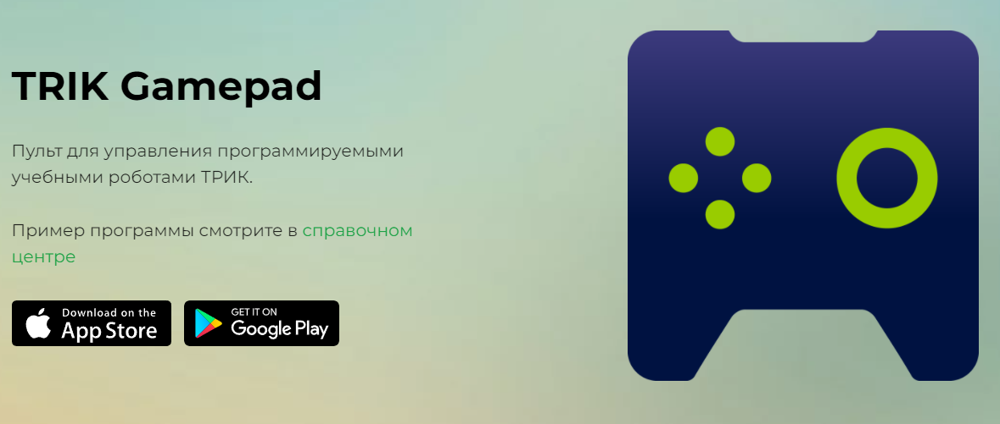 TRIK Gamepad
Пульт для управления программируемыми
учебными роботами ТРИК.
Пример программы смотрите в справочном
центре
Download on the
App Store
GET IT ON
Google Play